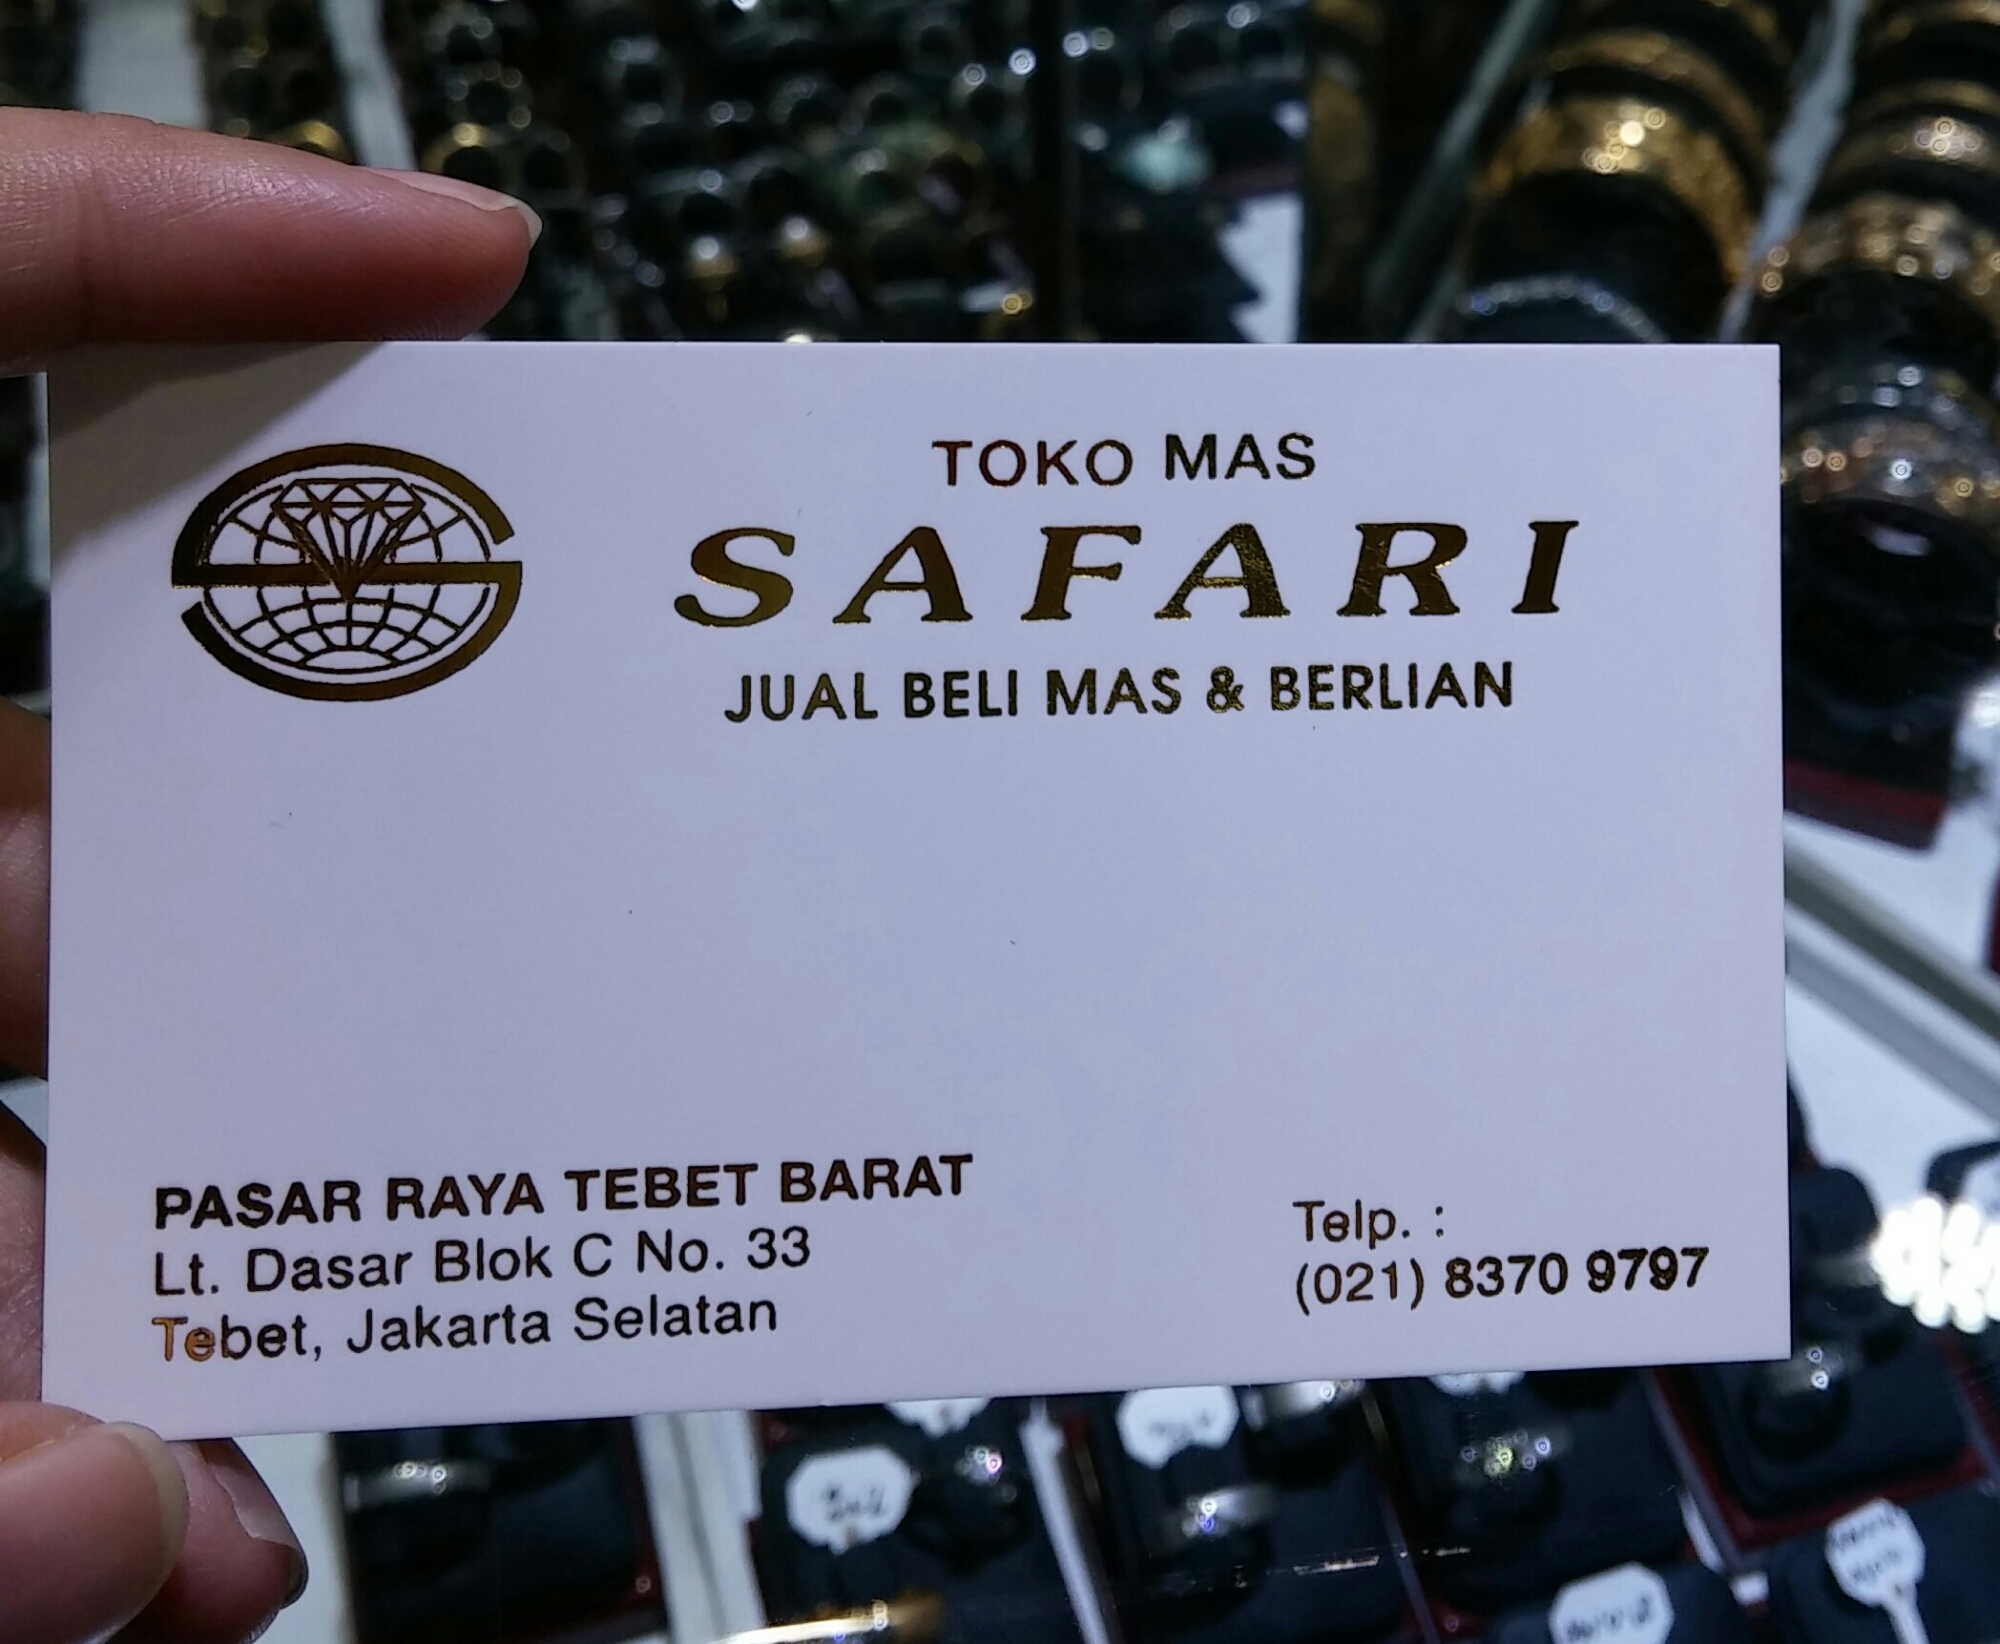 TOKO MAS
SAFARI
JUAL BELI MAS & BERLIAN
PASAR RAYA TEBET BARAT
Lt. Dasar Blok C No. 33
Tebet, Jakarta Selatan
Telp. :
(021) 8370 9797